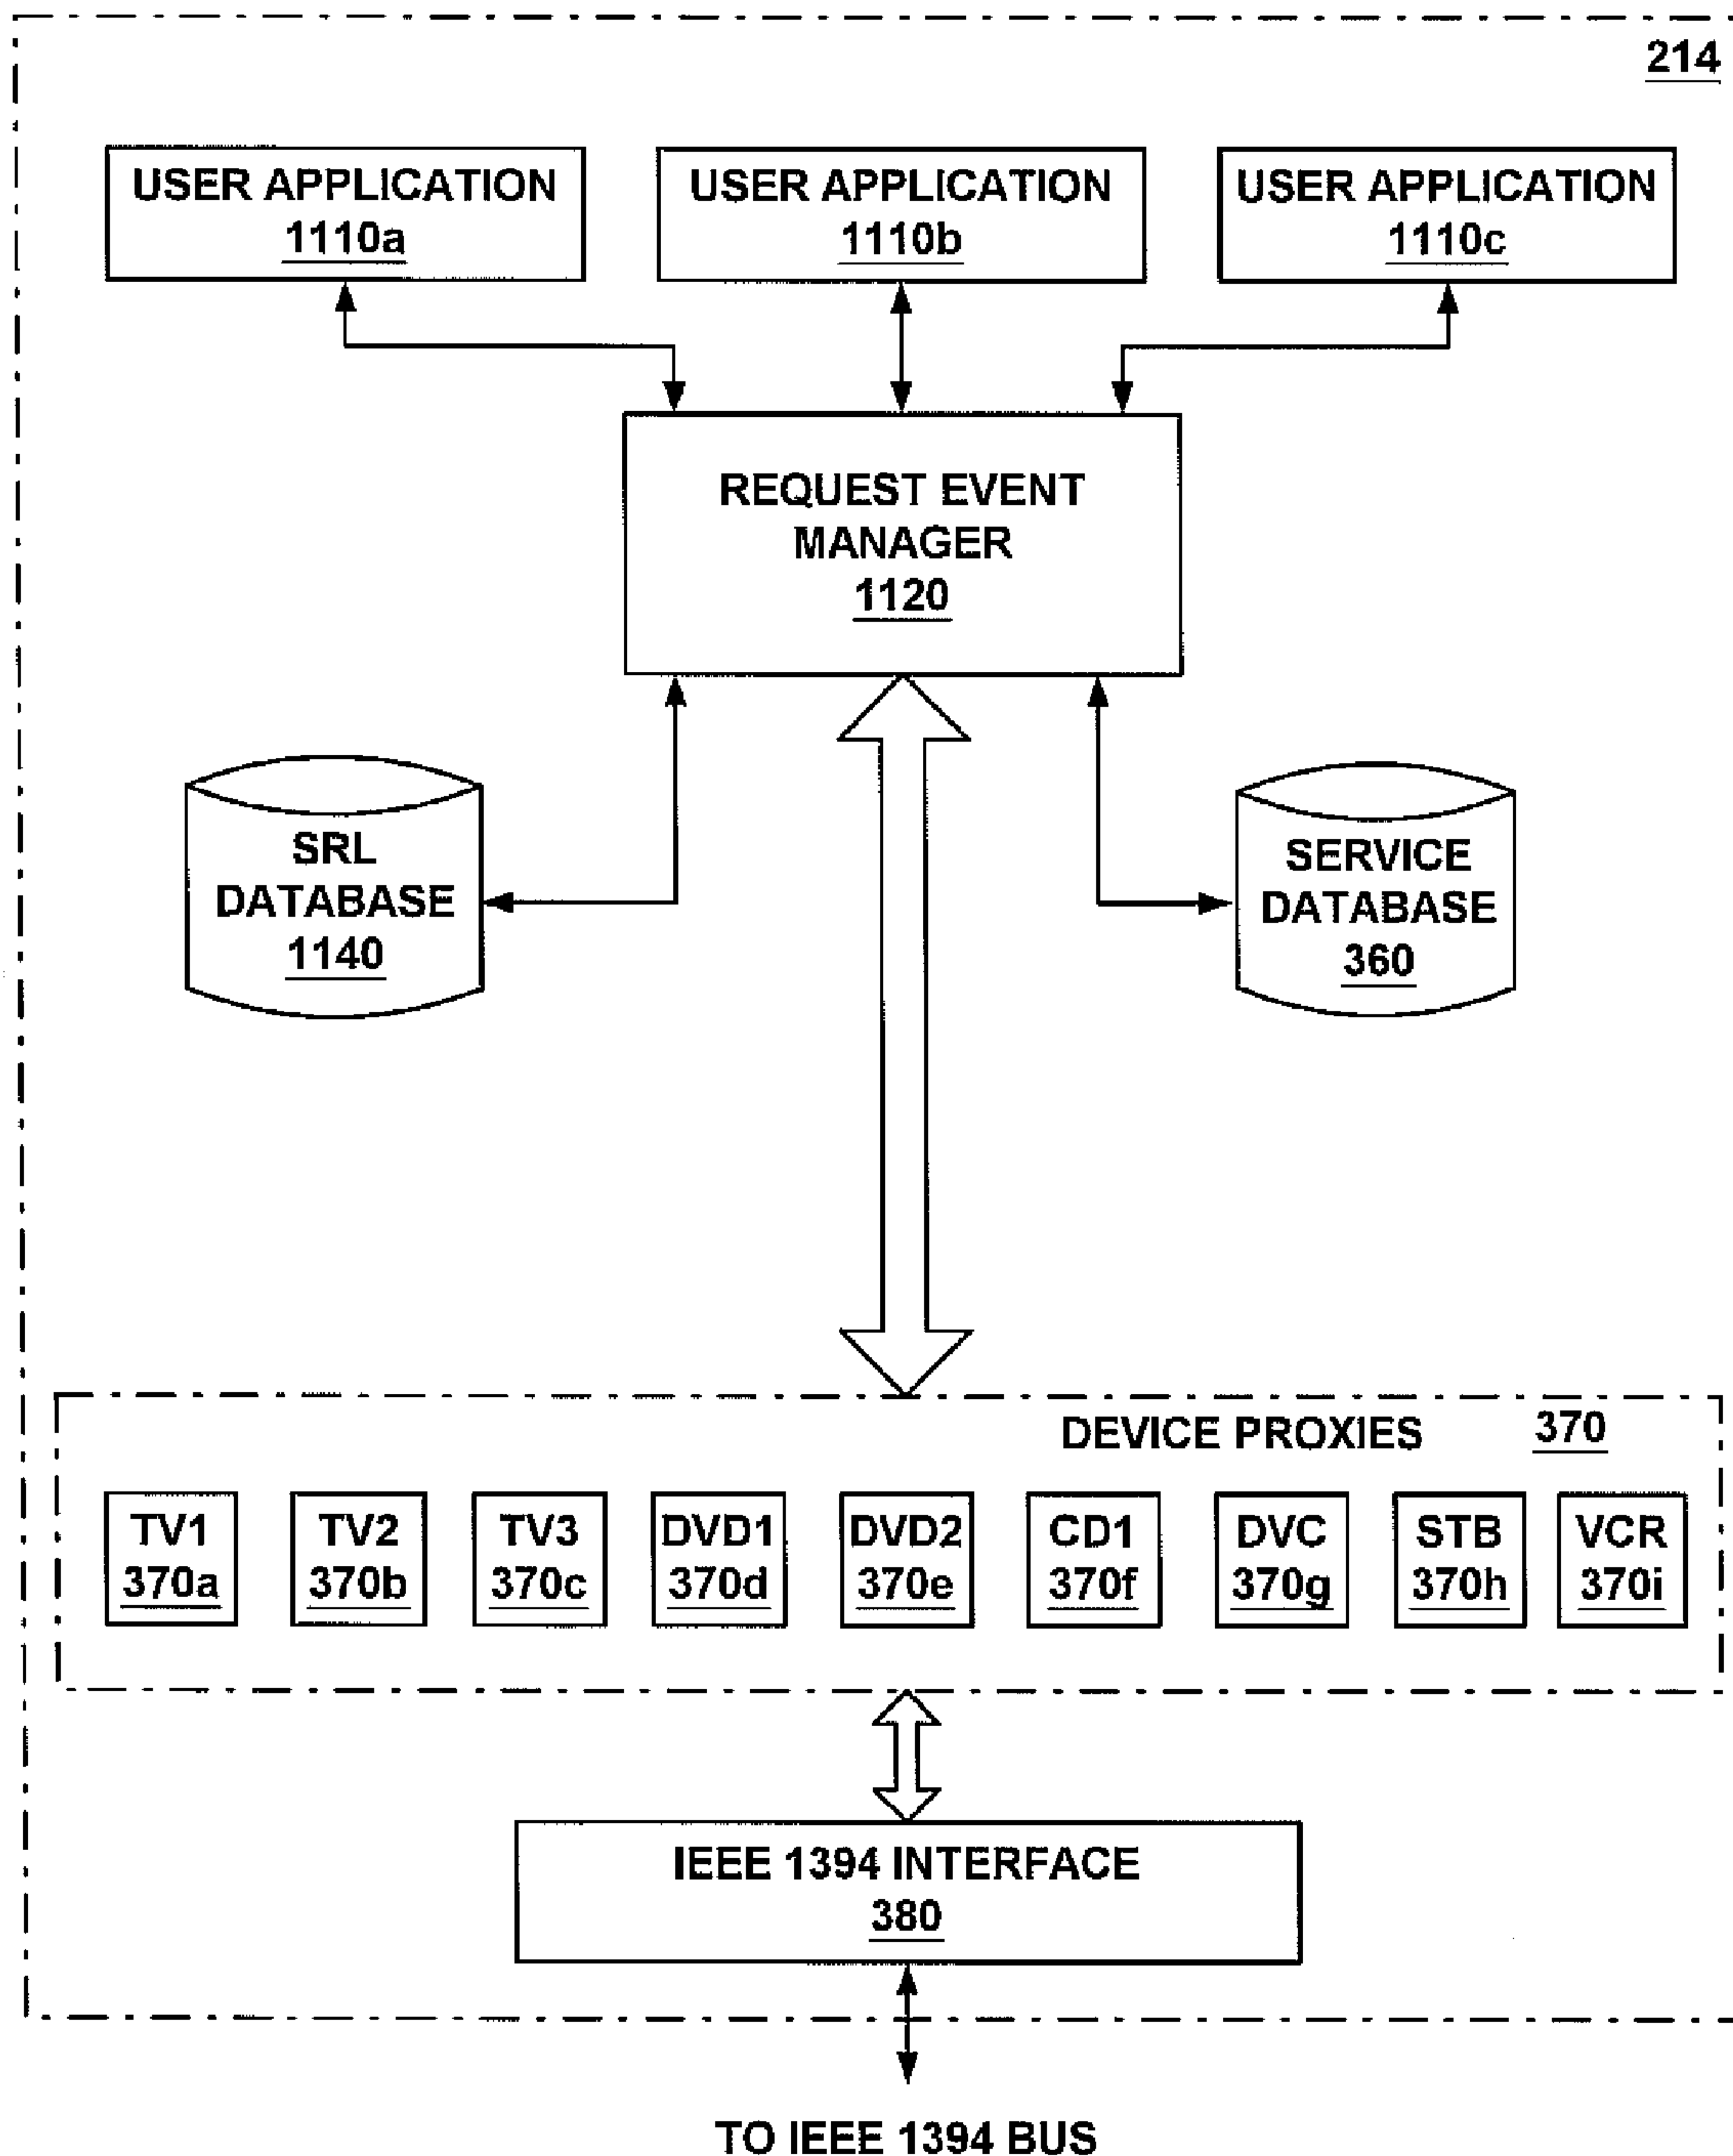 214
USER APPLICATION
1110a
USER APPLICATION
1110b
USER APPLICATION
1110c
REQUEST EVENT
MANAGER
1120
SRL
DATABASE
1140
SERVICE
DATABASE
360
DEVICE PROXIES 370
TV1
370a
TV2
370b
TV3
370c
DVD1
370d
DVD2
370e
CD1
370f
DVC
370g
STB
370h
VCR
370i
IEEE 1394 INTERFACE
380
TO IEEE 1394 BUS